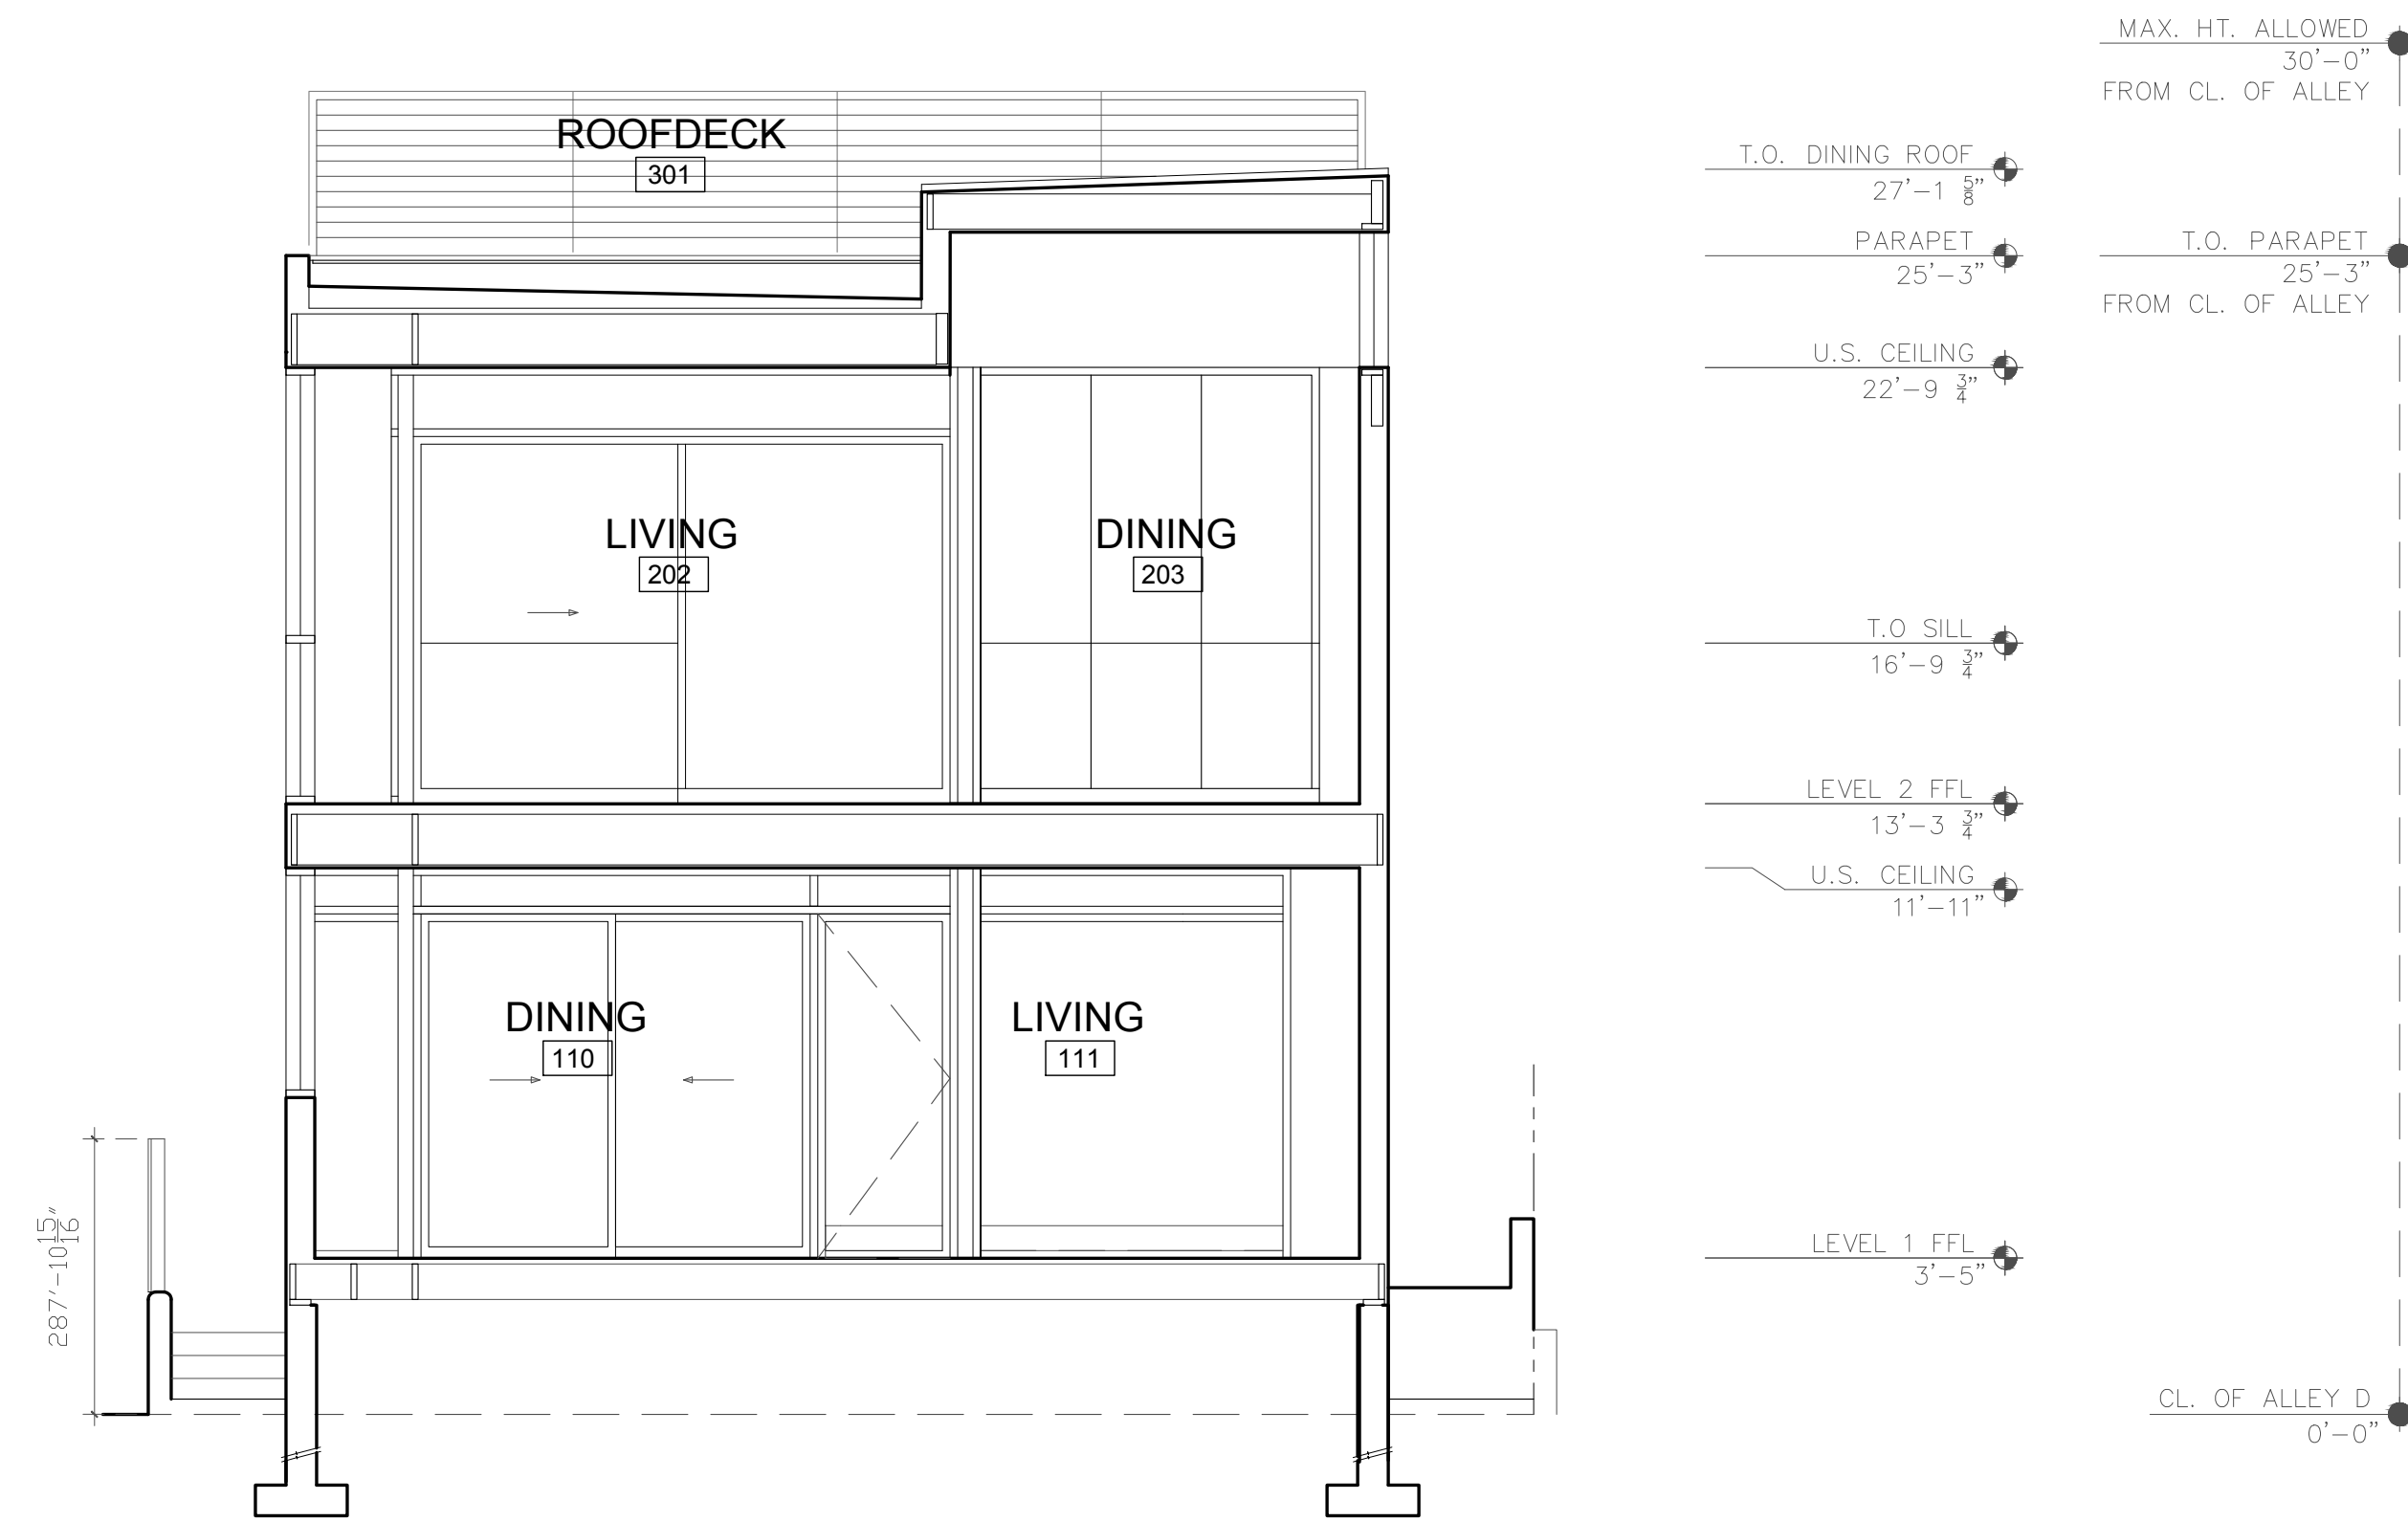 MAX. HT. ALLOWED
30'-0"
FROM CL. OF ALLEY
ROOFDECK
301
T.O. DINING ROOF
27'-1 5/8"
PARAPET
25'-3"
T.O. PARAPET
25'-3"
FROM CL. OF ALLEY
U.S. CEILING
22'-9 3/4"
LIVING
202
DINING
203
T.O SILL
16'-9 3/4"
LEVEL 2 FFL
13'-3 3/4"
U.S. CEILING
11'-11"
DINING
110
LIVING
111
287'-10 15/16"
LEVEL 1 FFL
3'-5"
CL. OF ALLEY D
0'-0"